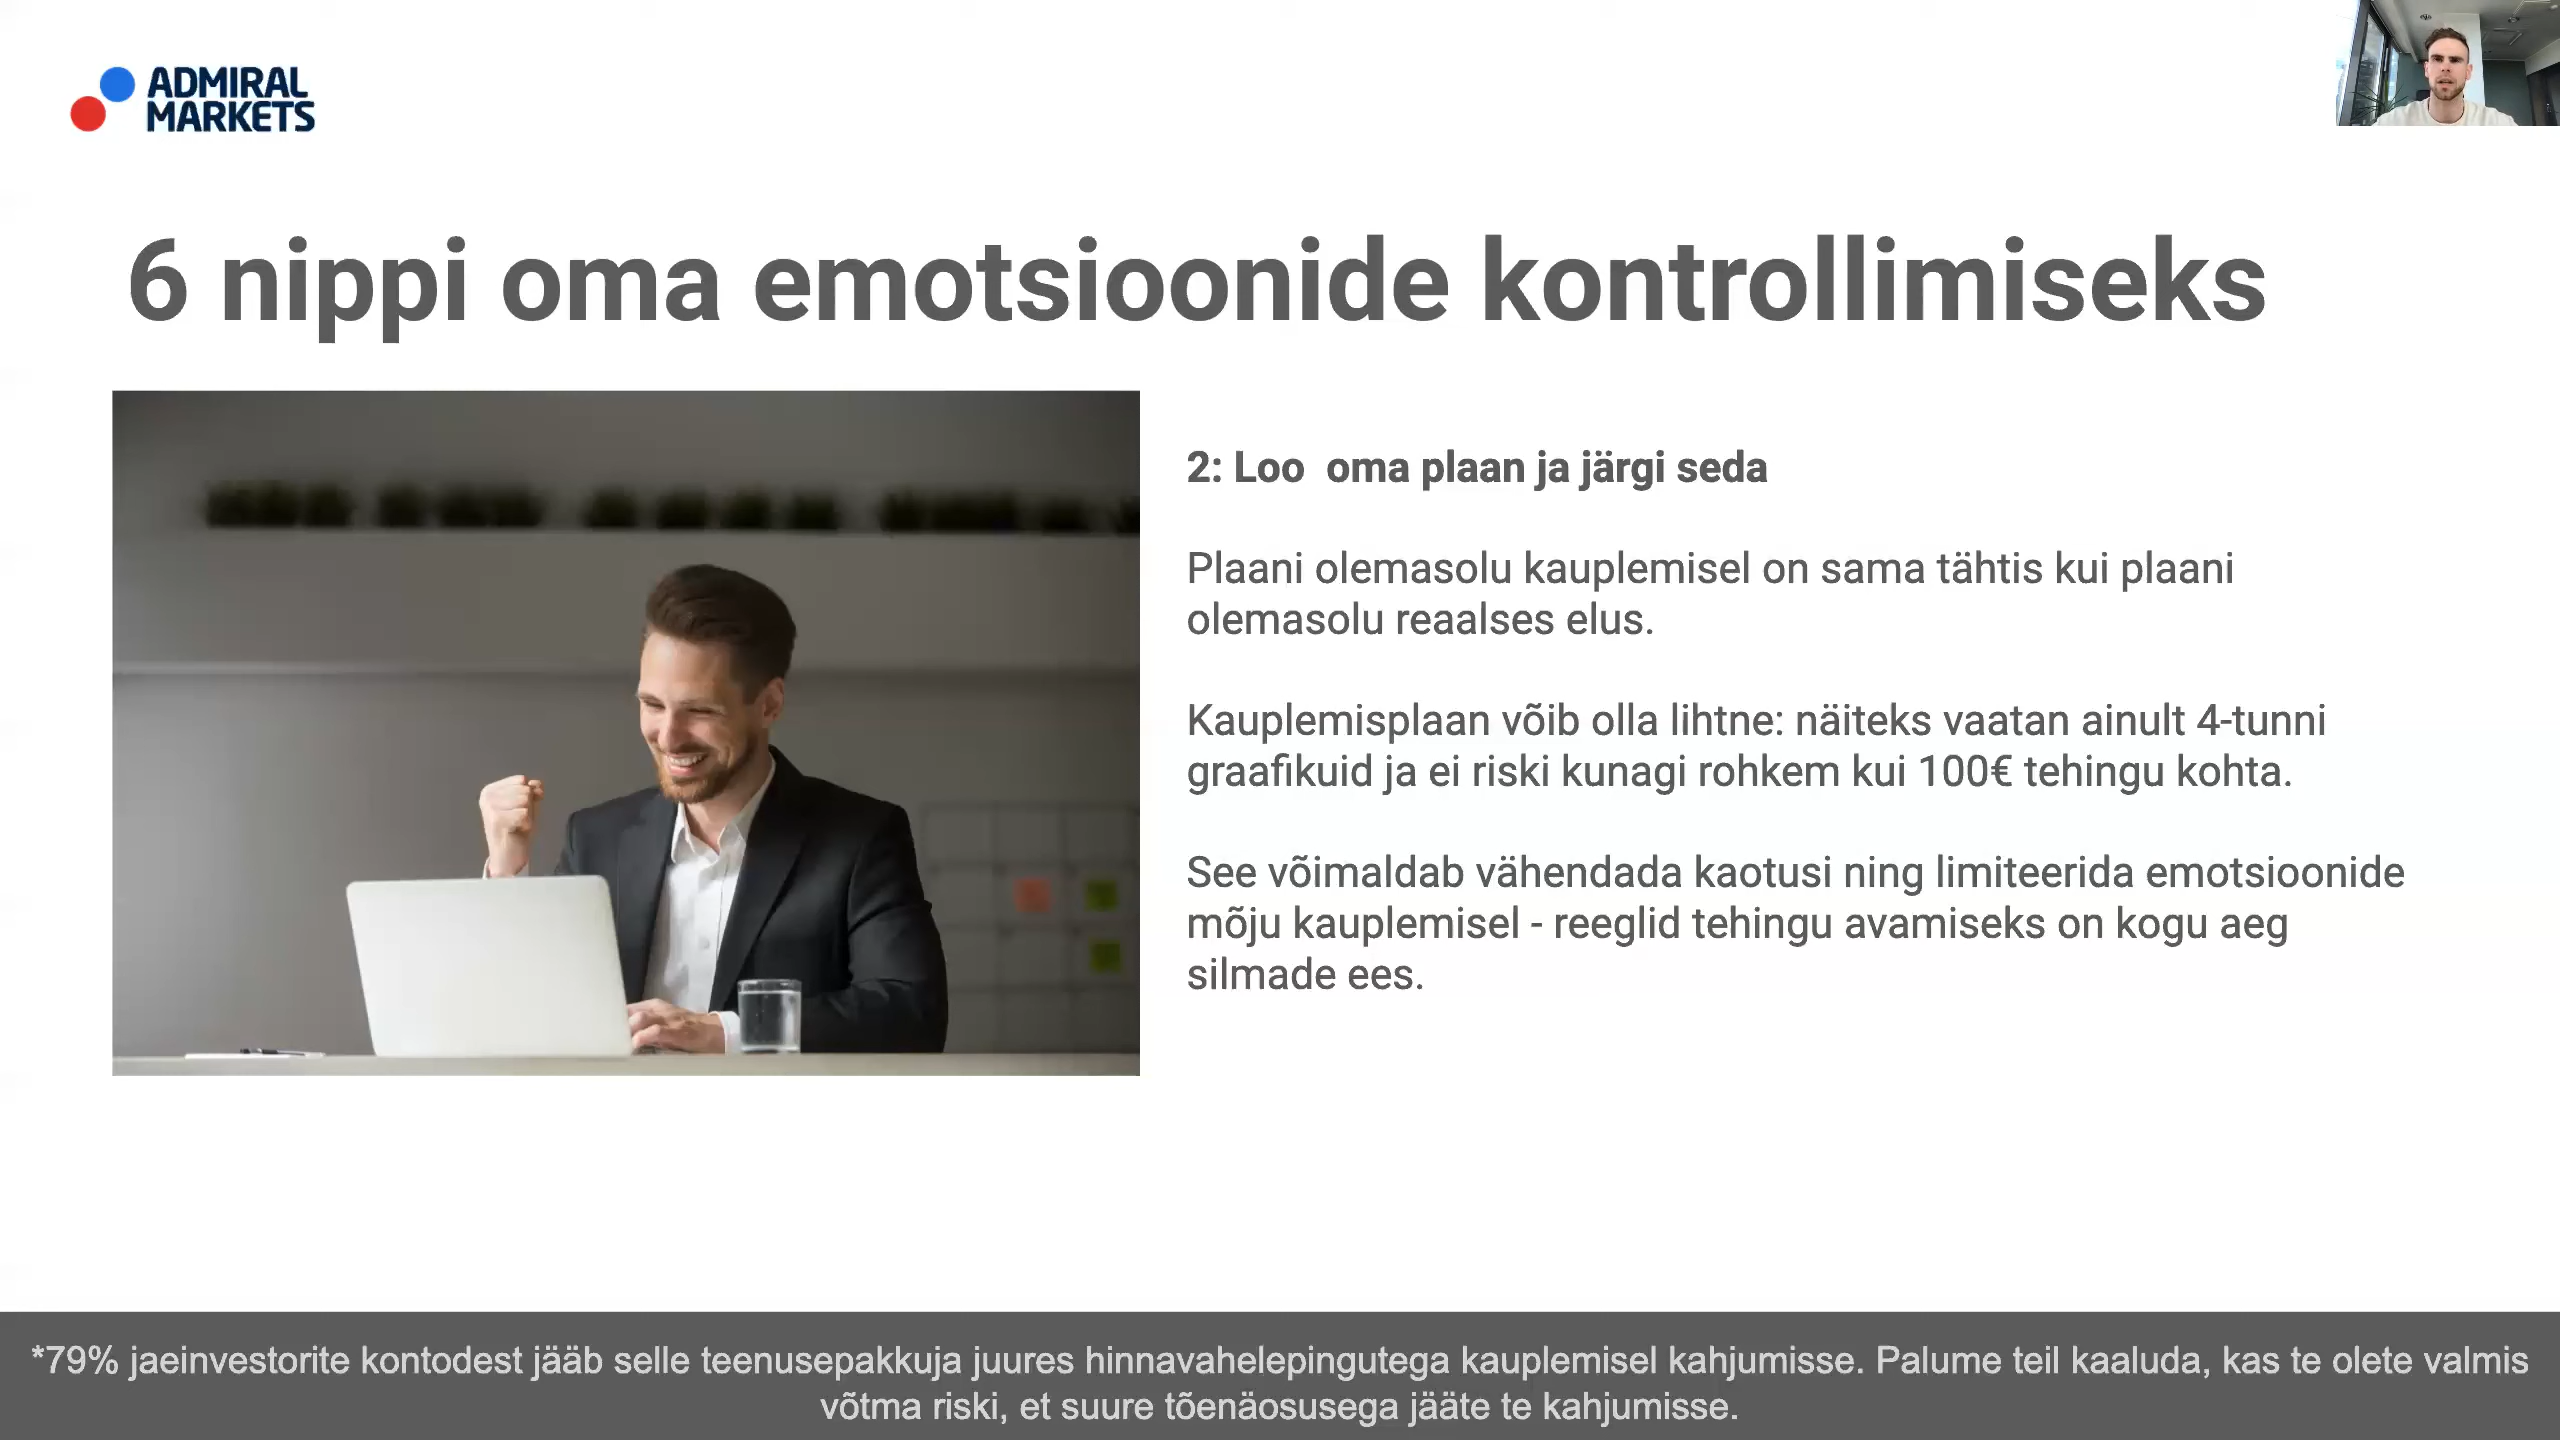 ADMIRAL
MARKETS
6 nippi oma emotsioonide kontrollimiseks
2: Loo  oma plaan ja järgi seda
Plaani olemasolu kauplemisel on sama tähtis kui plaani
olemasolu reaalses elus.
Kauplemisplaan võib olla lihtne: näiteks vaatan ainult 4-tunni
graafikuid ja ei riski kunagi rohkem kui 100€ tehingu kohta.
See võimaldab vähendada kaotusi ning limiteerida emotsioonide
mõju kauplemisel - reeglid tehingu avamiseks on kogu aeg
silmade ees.
*79% jaeinvestorite kontodest jääb selle teenusepakkuja juures hinnavahelepingutega kauplemisel kahjumisse. Palume teil kaaluda, kas te olete valmis
võtma riski, et suure tõenäosusega jääte te kahjumisse.